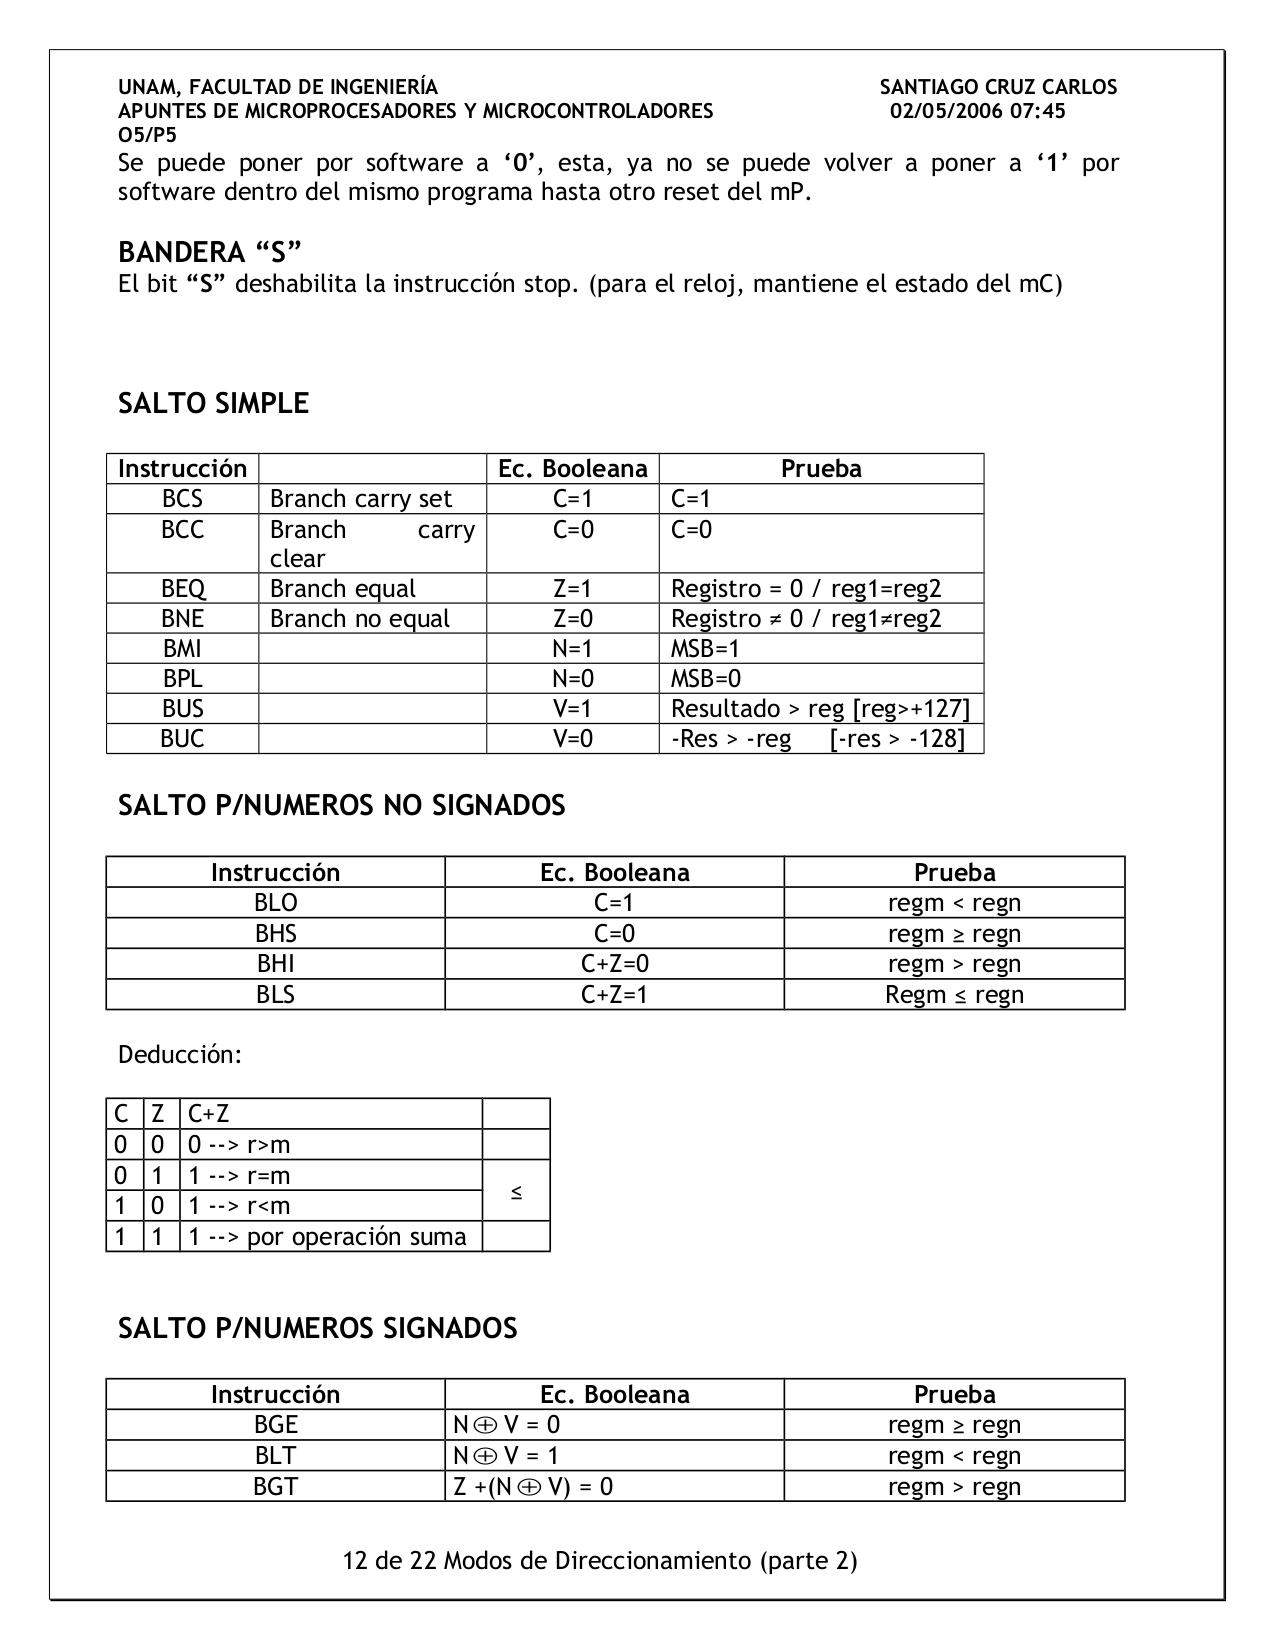 UNAM, FACULTAD DE INGENIERÍA SANTIAGO CRUZ CARLOS
APUNTES DE MICROPROCESADORES Y MICROCONTROLADORES 02/05/2006 07:45
O5/P5
Se puede poner por software a ‘0’, esta, ya no se puede volver a poner a ‘1’ por
software dentro del mismo programa hasta otro reset del mP.
BANDERA “S”
El bit “S” deshabilita la instrucción stop. (para el reloj, mantiene el estado del mC)
SALTO SIMPLE
Instrucción Ec. Booleana Prueba
BCS Branch carry set C=1 C=1
BCC Branch carry C=0 C=0
clear
BEQ Branch equal Z=1 Registro = 0 / reg1=reg2
BNE Branch no equal Z=0 Registro ≠ 0 / reg1≠reg2
BMI N=1 MSB=1
BPL N=0 MSB=0
BUS V=1 Resultado > reg [reg>+127]
BUC V=0 -Res > -reg [-res > -128]
SALTO P/NUMEROS NO SIGNADOS
Instrucción Ec. Booleana Prueba
BLO C=1 regm < regn
BHS C=0 regm ≥ regn
BHI C+Z=0 regm > regn
BLS C+Z=1 Regm ≤ regn
Deducción:
C Z C+Z
0 0 0 --> r>m
0 1 1 --> r=m
≤
1 0 1 --> r<m
1 1 1 --> por operación suma
SALTO P/NUMEROS SIGNADOS
Instrucción Ec. Booleana Prueba
BGE N⊕V = 0 regm ≥ regn
BLT N⊕V = 1 regm < regn
BGT Z +(N⊕V) = 0 regm > regn
12 de 22 Modos de Direccionamiento (parte 2)